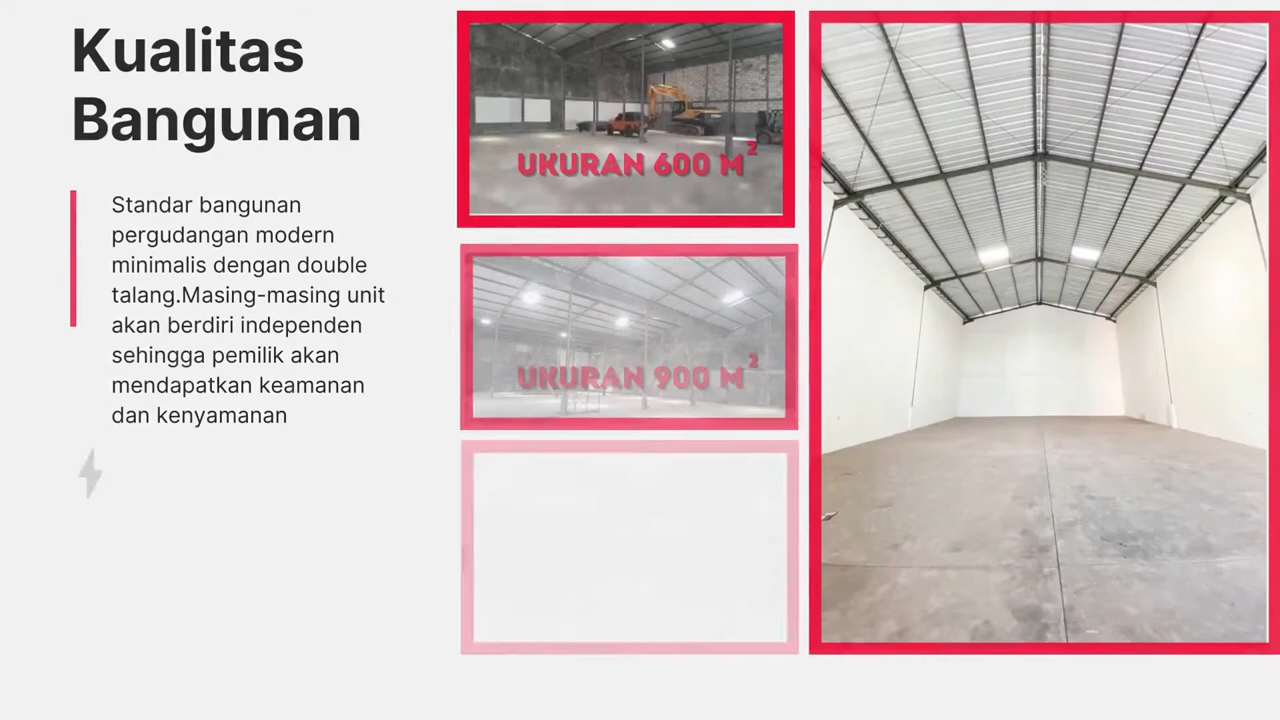 Kualitas
Bangunan
Standar bangunan
pergudangan modern
minimalis dengan double
talang.Masing-masing unit
akan berdiri independen
sehingga pemilik akan
mendapatkan keamanan
dan kenyamanan
UKURAN 600 M²
UKURAN 900 M²